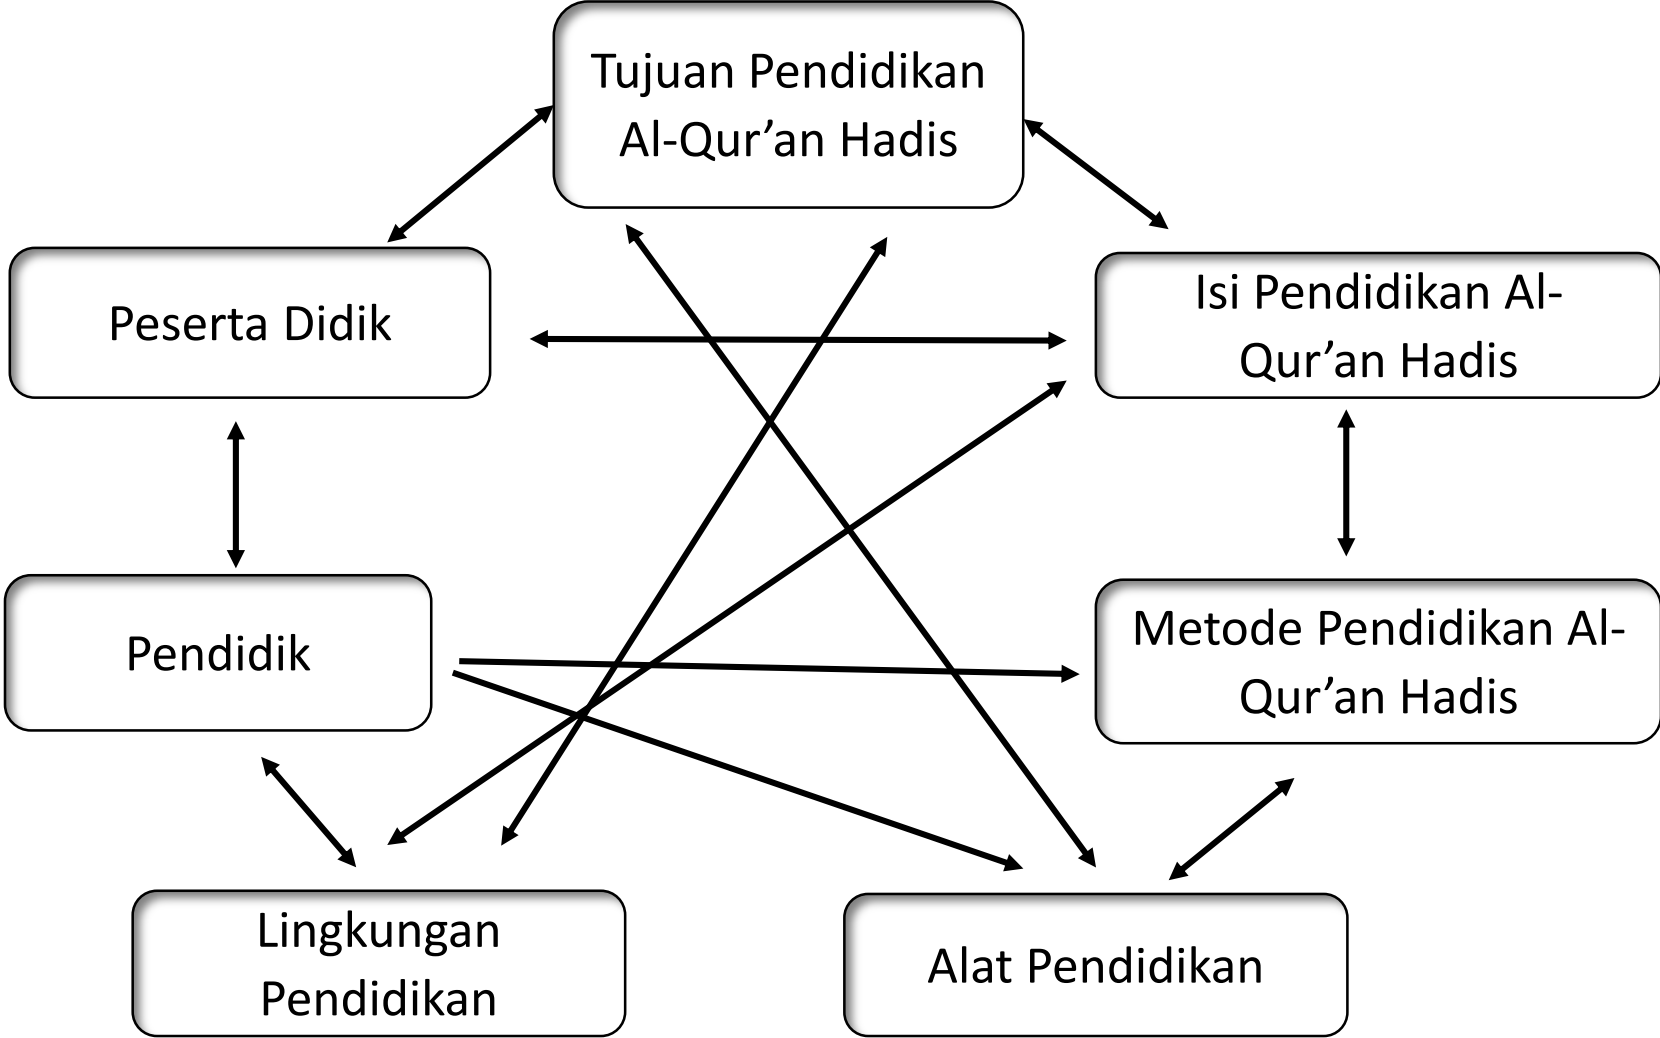 Tujuan Pendidikan
Al-Qur’an Hadis
Peserta Didik
Isi Pendidikan Al-
Qur’an Hadis
Pendidik
Metode Pendidikan Al-
Qur’an Hadis
Lingkungan
Pendidikan
Alat Pendidikan